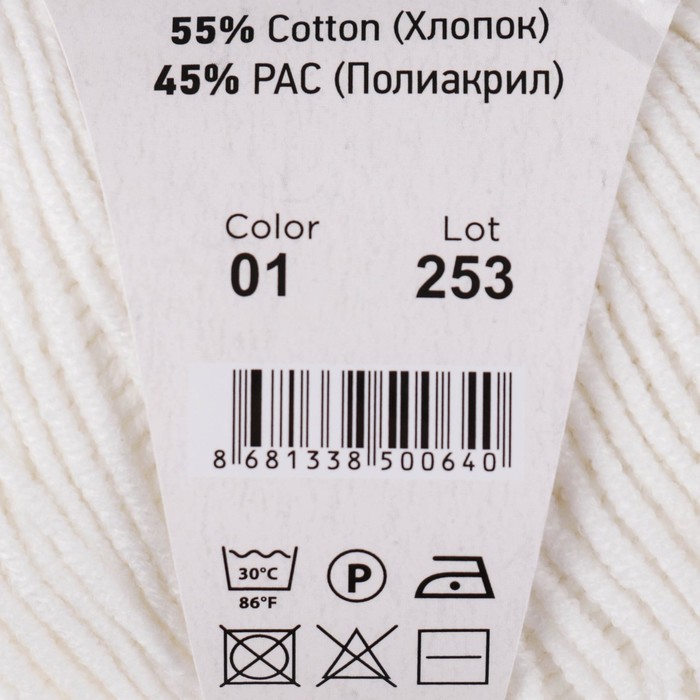 55% Cotton (Хлопок)
45% PAC (Полиакрил)
Color Lot
01 253
8 681338 500640
30°C P
86°F